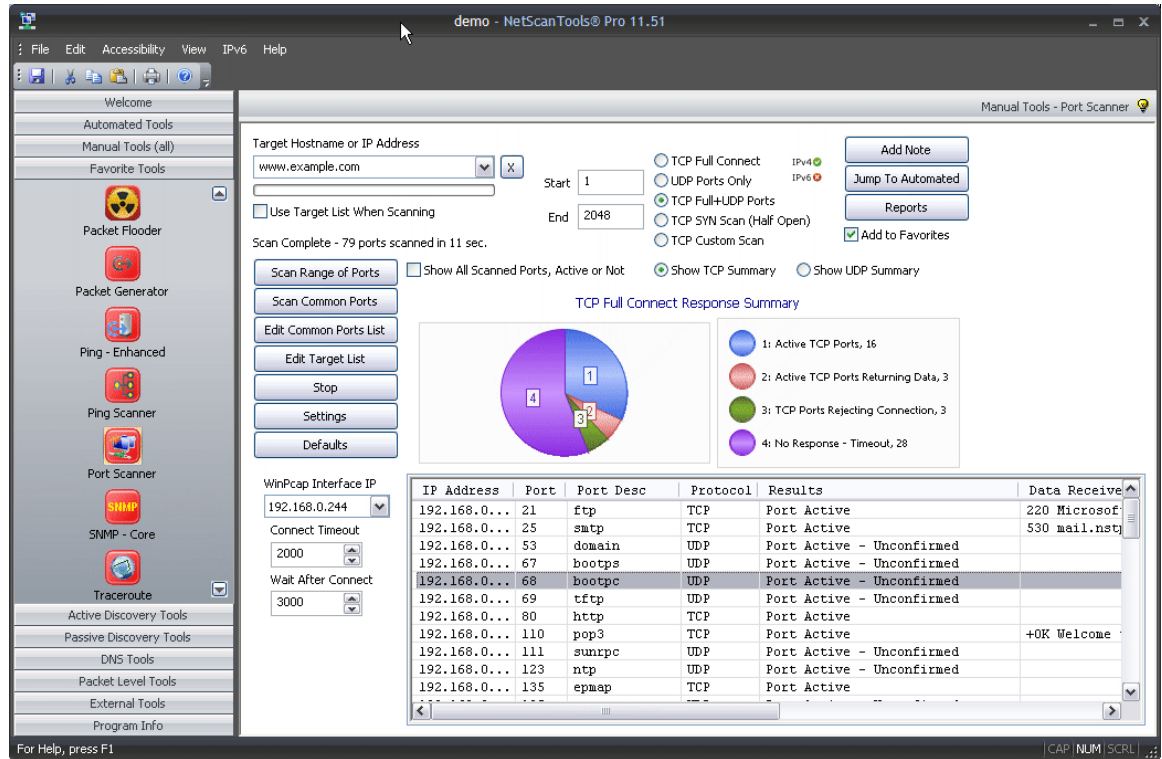 demo - NetScanTools® Pro 11.51
File Edit Accessibility View IPv6 Help
Welcome
Automated Tools
Manual Tools (all)
Favorite Tools
Packet Flooder
Packet Generator
Ping - Enhanced
Ping Scanner
Port Scanner
SNMP
SNMP - Core
Traceroute
Active Discovery Tools
Passive Discovery Tools
DNS Tools
Packet Level Tools
External Tools
Program Info
Manual Tools - Port Scanner
Target Hostname or IP Address
www.example.com X
Use Target List When Scanning
Scan Complete - 79 ports scanned in 11 sec.
Start 1
End 2048
TCP Full Connect
UDP Ports Only
TCP Full+UDP Ports
TCP SYN Scan (Half Open)
TCP Custom Scan
IPv4
IPv6
Add Note
Jump To Automated
Reports
Add to Favorites
Scan Range of Ports
Scan Common Ports
Edit Common Ports List
Edit Target List
Stop
Settings
Defaults
Show All Scanned Ports, Active or Not
Show TCP Summary
Show UDP Summary
TCP Full Connect Response Summary
1
2
3
4
1: Active TCP Ports, 16
2: Active TCP Ports Returning Data, 3
3: TCP Ports Rejecting Connection, 3
4: No Response - Timeout, 28
WinPcap Interface IP
192.168.0.244
Connect Timeout
2000
Wait After Connect
3000
IP Address Port Port Desc Protocol Results Data Receive
192.168.0... 21 ftp TCP Port Active 220 Microsof
192.168.0... 25 smtp TCP Port Active 530 mail.nst
192.168.0... 53 domain UDP Port Active - Unconfirmed
192.168.0... 67 bootps UDP Port Active - Unconfirmed
192.168.0... 68 bootpc UDP Port Active - Unconfirmed
192.168.0... 69 tftp UDP Port Active - Unconfirmed
192.168.0... 80 http TCP Port Active
192.168.0... 110 pop3 TCP Port Active +OK Welcome
192.168.0... 111 sunrpc UDP Port Active - Unconfirmed
192.168.0... 123 ntp UDP Port Active - Unconfirmed
192.168.0... 135 epmap TCP Port Active
For Help, press F1
CAP NUM SCRL